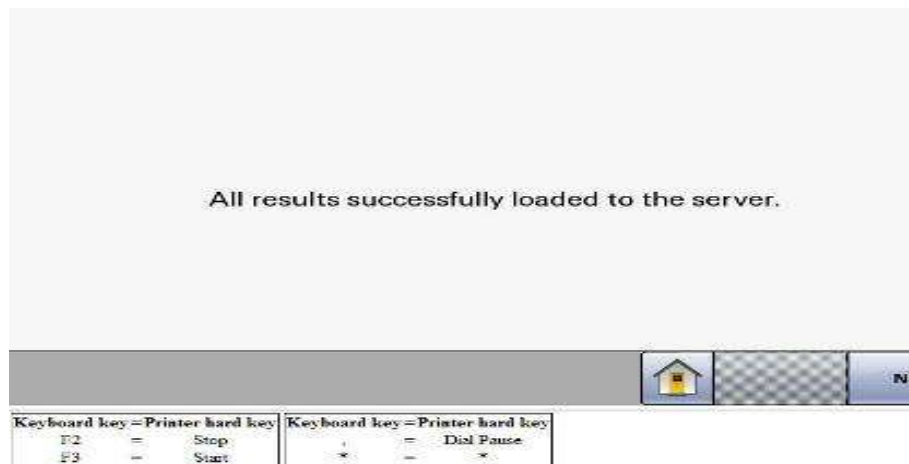 All results successfully loaded to the server.
N
Keyboard key = Printer hard key Keyboard key = Printer hard key
F2 = Stop , = Dial Pause
F3 = Start * = *